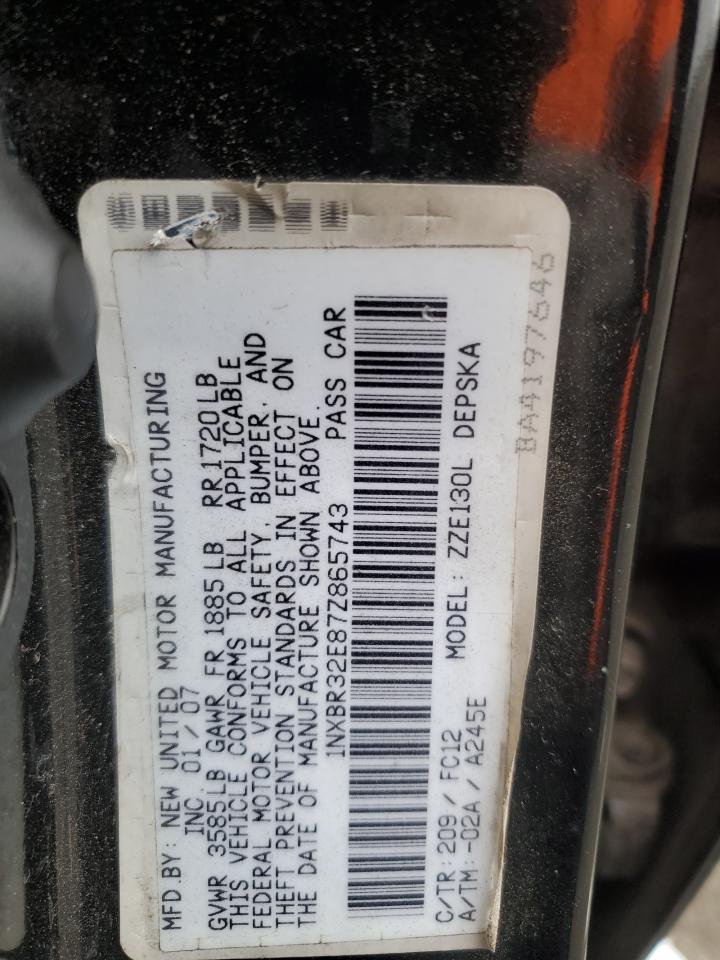 MFD BY: NEW UNITED MOTOR MANUFACTURING
INC. 01/07
GVWR 3585LB GAWR FR 1885LB RR1720LB
THIS VEHICLE CONFORMS TO ALL APPLICABLE
FEDERAL MOTOR VEHICLE SAFETY, BUMPER, AND
THEFT PREVENTION STANDARDS IN EFFECT ON
THE DATE OF MANUFACTURE SHOWN ABOVE.
1NXBR32E87Z865743 PASS CAR
C/TR: 209/FC12 MODEL: ZZE130L DEPSKA
A/TM: -02A/A245E
BA4197646